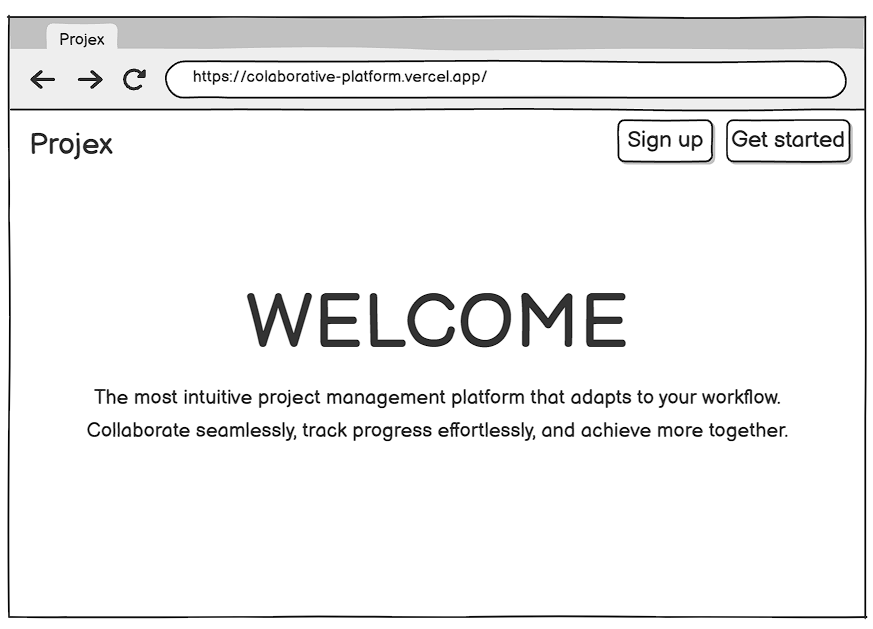 Projex
https://colaborative-platform.vercel.app/
Projex
Sign up
Get started
WELCOME
The most intuitive project management platform that adapts to your workflow.
Collaborate seamlessly, track progress effortlessly, and achieve more together.